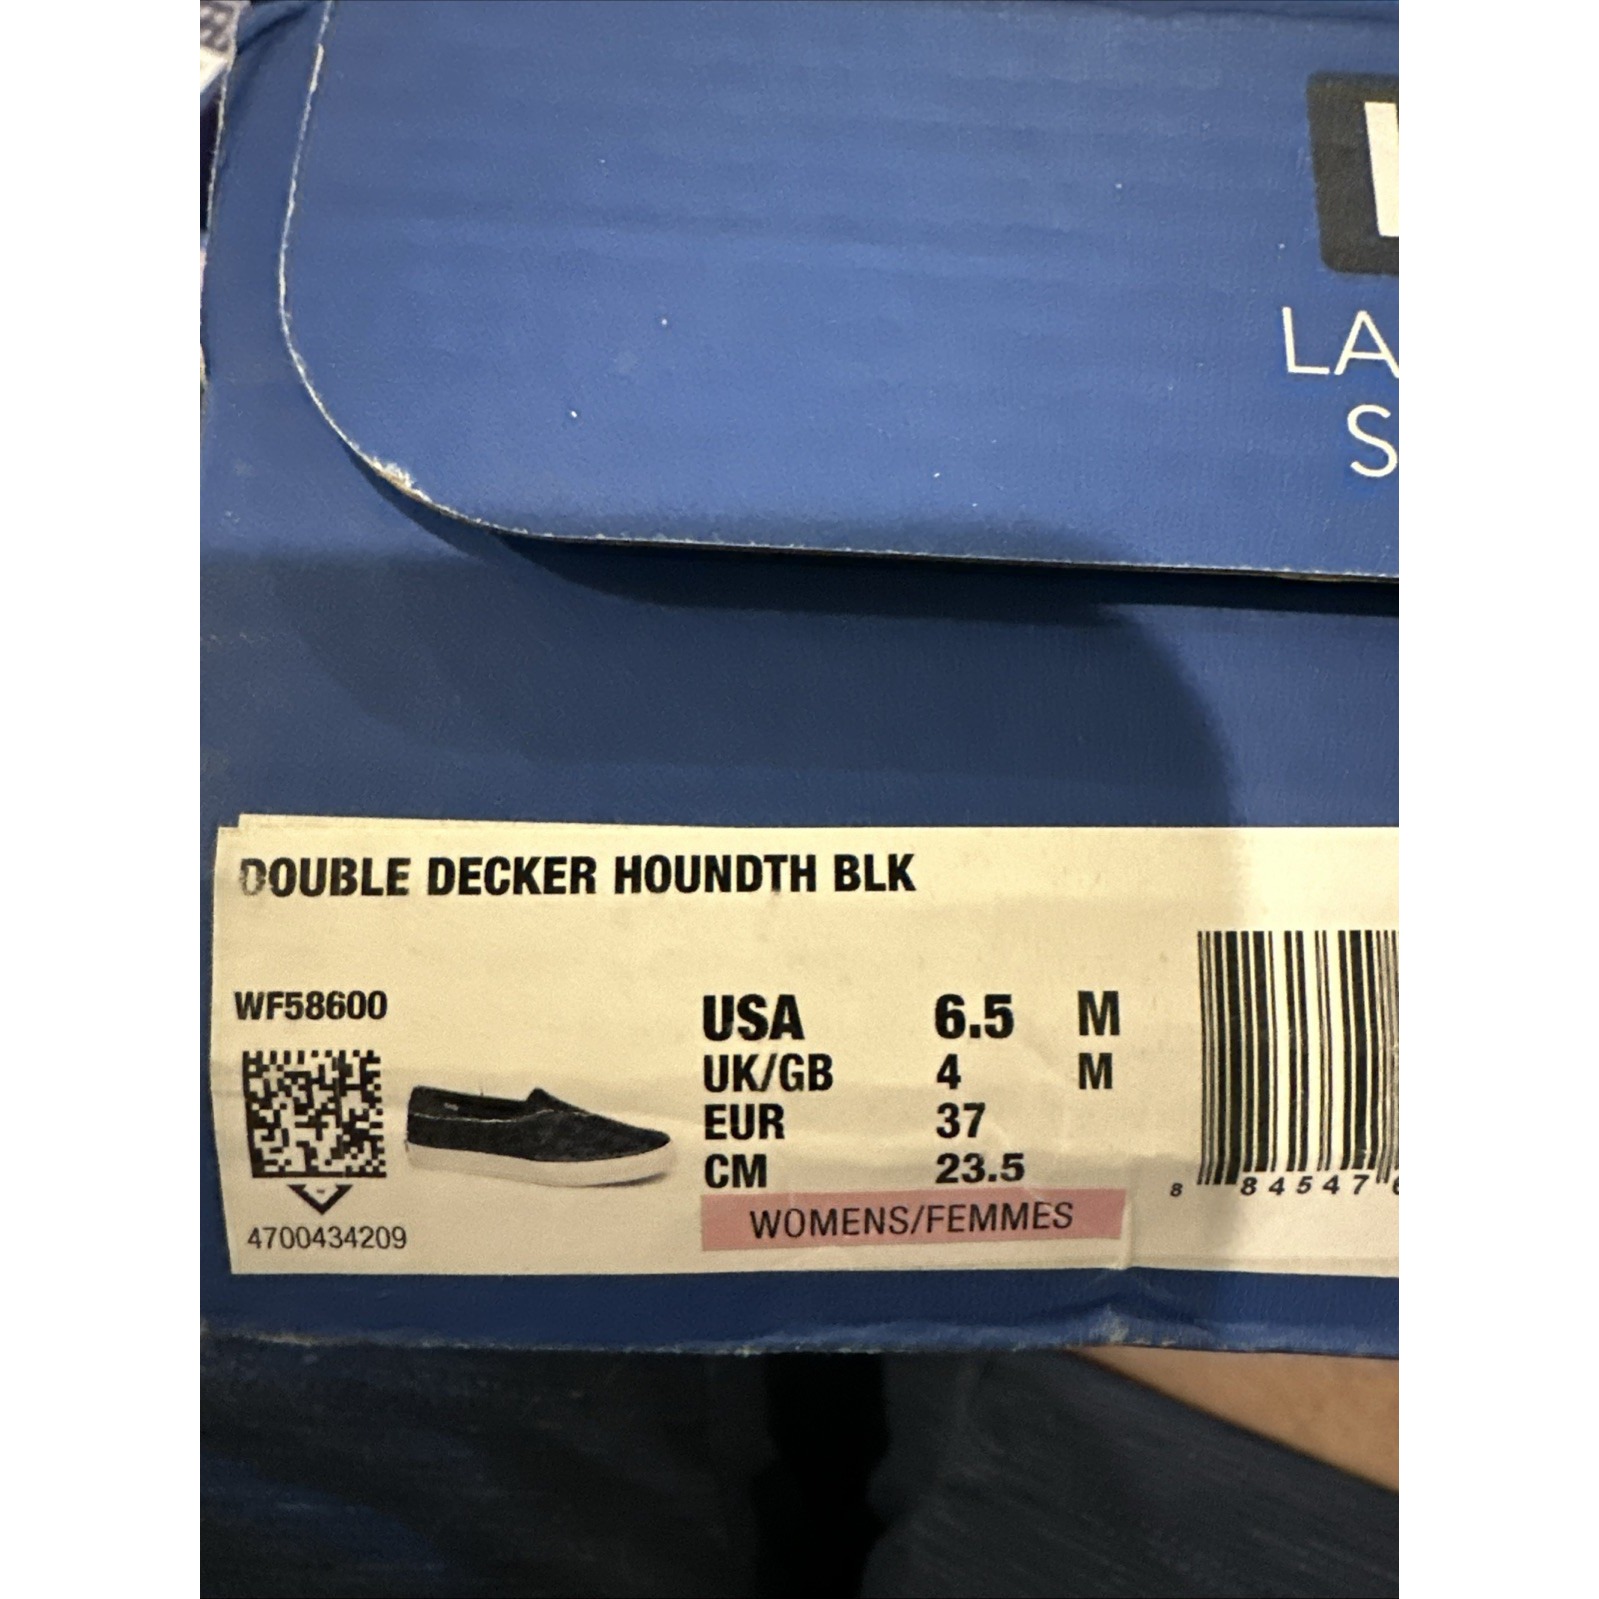 LA
S
DOUBLE DECKER HOUNDTH BLK
WF58600
USA 6.5 M
UK/GB 4 M
EUR 37
CM 23.5
WOMENS/FEMMES
4700434209
8 84547